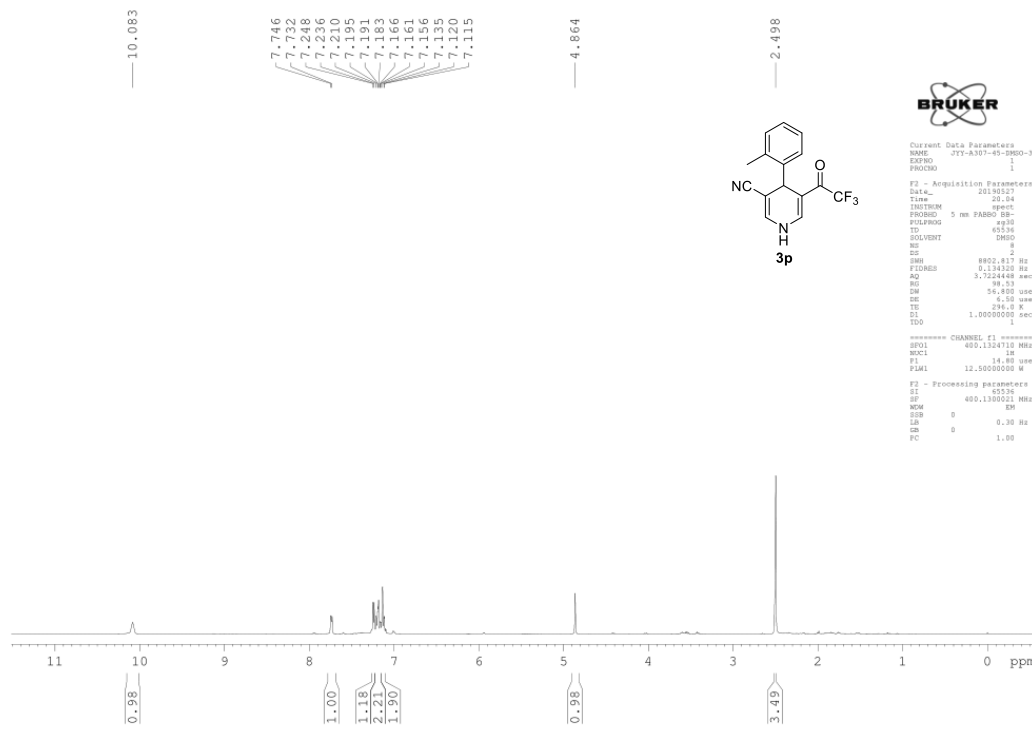 10.083
7.746
7.732
7.248
7.236
7.210
7.195
7.191
7.183
7.166
7.161
7.156
7.135
7.120
7.115
4.864
2.498
BRUKER
Current Data Parameters
NAME JYY-A307-45-DMSO-3
EXPNO 1
PROCNO 1
F2 - Acquisition Parameters
Date_ 20190527
Time 20.04
INSTRUM spect
PROBHD 5 mm PABBO BB-
PULPROG zg30
TD 65536
SOLVENT DMSO
NS 8
DS 2
SWH 8802.817 Hz
FIDRES 0.134320 Hz
AQ 3.7224448 sec
RG 98.53
DW 56.800 use
DE 6.50 use
TE 296.0 K
D1 1.00000000 sec
TD0 1
======== CHANNEL f1 =======
SFO1 400.1324710 MHz
NUC1 1H
P1 14.80 use
PLW1 12.50000000 W
F2 - Processing parameters
SI 65536
SF 400.1300021 MHz
WDW EM
SSB 0
LB 0.30 Hz
GB 0
PC 1.00
O
NC
CF3
N
H
3p
11 10 9 8 7 6 5 4 3 2 1 0 ppm
0.98
1.00
1.18
2.21
1.90
0.98
3.49